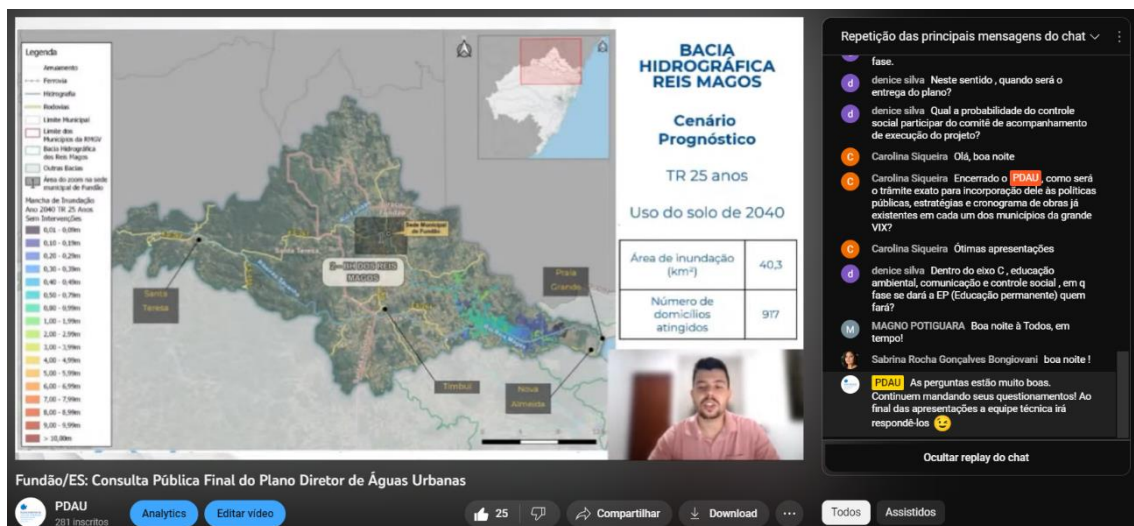 Legenda
Arruamento
Ferrovia
Hidrografia
Rodovias
Limite Municipal
Limite dos
Municípios da RMGV
Bacia Hidrográfica
dos Reis Magos
Outras Bacias
Área do zoom na sede
municipal de Fundão
Mancha de Inundação
Ano 2040 TR 25 Anos
Sem Intervenções
0,01 - 0,09m
0,10 - 0,19m
0,20 - 0,29m
0,30 - 0,39m
0,40 - 0,49m
0,50 - 0,79m
0,80 - 0,99m
1,00 - 1,99m
2,00 - 2,99m
3,00 - 3,99m
4,00 - 4,99m
5,00 - 5,99m
6,00 - 6,99m
7,00 - 7,99m
8,00 - 8,99m
9,00 - 9,99m
> 10,00m
Sede Municipal
de Fundão
Santa Teresa
2 - BH DOS REIS
MAGOS
Santa
Teresa
Praia
Grande
Timbuí
Nova
Almeida
BACIA
HIDROGRÁFICA
REIS MAGOS
Cenário
Prognóstico
TR 25 anos
Uso do solo de 2040
Área de inundação
(km²)
40,3
Número de
domicílios
atingidos
917
Repetição das principais mensagens do chat
fase.
denice silva Neste sentido , quando será o
entrega do plano?
denice silva Qual a probabilidade do controle
social participar do comitê de acompanhamento
de execução do projeto?
Carolina Siqueira Olá, boa noite
Carolina Siqueira Encerrado o PDAU, como será
o trâmite exato para incorporação dele às políticas
públicas, estratégias e cronograma de obras já
existentes em cada um dos municípios da grande
VIX?
Carolina Siqueira Ótimas apresentações
denice silva Dentro do eixo C , educação
ambiental, comunicação e controle social , em q
fase se dará a EP (Educação permanente) quem
fará?
MAGNO POTIGUARA Boa noite à Todos, em
tempo!
Sabrina Rocha Gonçalves Bongiovani boa noite !
PDAU As perguntas estão muito boas.
Continuem mandando seus questionamentos! Ao
final das apresentações a equipe técnica irá
respondê-los
Ocultar replay do chat
Fundão/ES: Consulta Pública Final do Plano Diretor de Águas Urbanas
PDAU
281 inscritos
Analytics
Editar vídeo
25
Compartilhar
Download
Todos
Assistidos